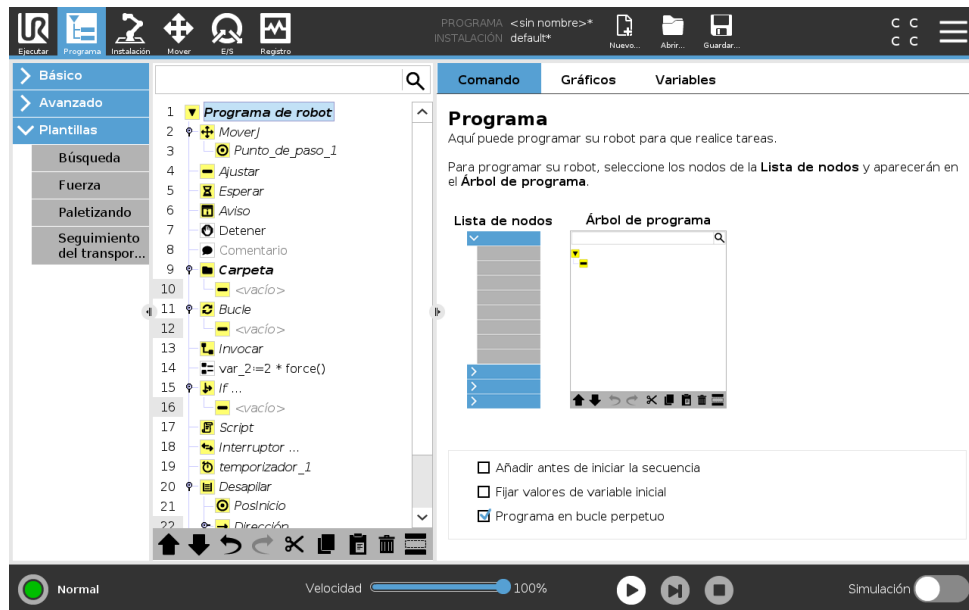 Ejecutar
Programa
Instalación
Mover
E/S
Registro
PROGRAMA <sin nombre>*
INSTALACIÓN default*
Nuevo...
Abrir...
Guardar...
C C
C C
Básico
Avanzado
Plantillas
Búsqueda
Fuerza
Paletizando
Seguimiento
del transpor...
1 Programa de robot
2 MoverJ
3 Punto_de_paso_1
4 Ajustar
5 Esperar
6 Aviso
7 Detener
8 Comentario
9 Carpeta
10 <vacío>
11 Bucle
12 <vacío>
13 Invocar
14 var_2:=2 * force()
15 If ...
16 <vacío>
17 Script
18 Interruptor ...
19 temporizador_1
20 Desapilar
21 PosInicio
22 Dirección
Comando
Gráficos
Variables
Programa
Aquí puede programar su robot para que realice tareas.
Para programar su robot, seleccione los nodos de la Lista de nodos y aparecerán en
el Árbol de programa.
Lista de nodos
Árbol de programa
Añadir antes de iniciar la secuencia
Fijar valores de variable inicial
Programa en bucle perpetuo
Normal
Velocidad
100%
Simulación